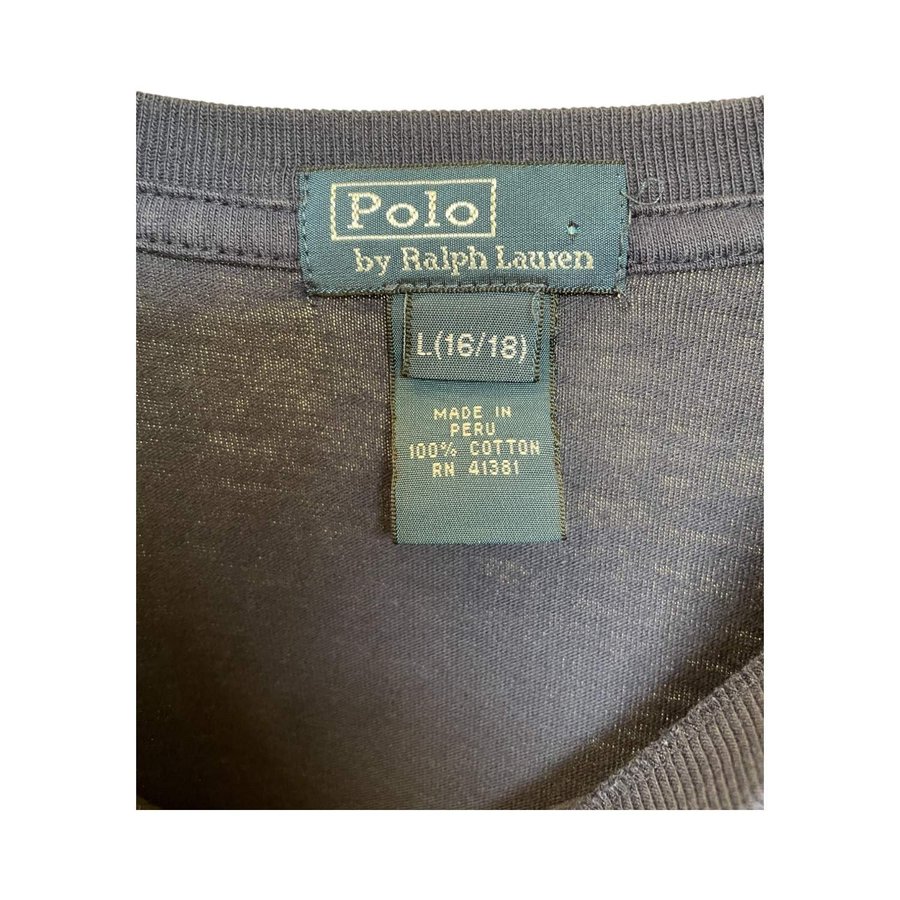 Polo
by Ralph Lauren
L(16/18)
MADE IN
PERU
100% COTTON
RN 41381